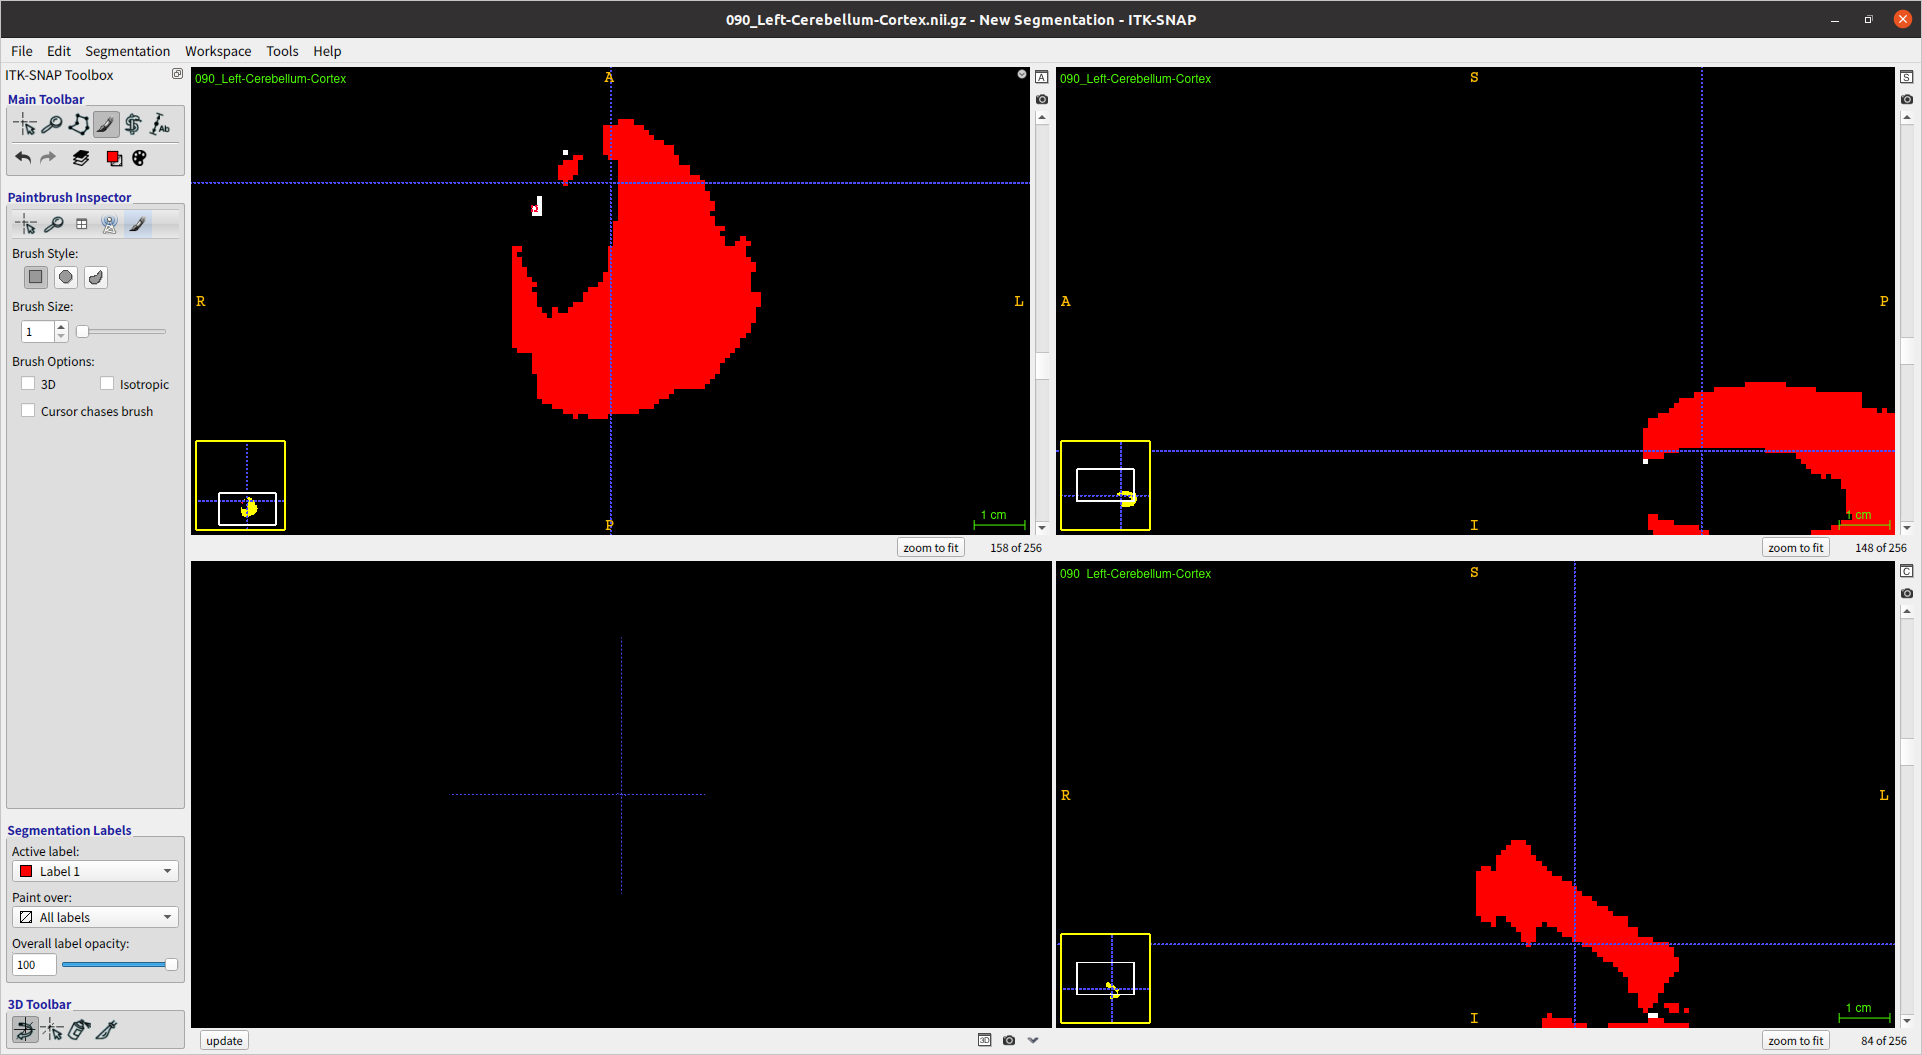 090_Left-Cerebellum-Cortex.nii.gz - New Segmentation - ITK-SNAP
File Edit Segmentation Workspace Tools Help
ITK-SNAP Toolbox
Main Toolbar
Ab
Paintbrush Inspector
Brush Style:
Brush Size:
1
Brush Options:
3D Isotropic
Cursor chases brush
Segmentation Labels
Active label:
Label 1
Paint over:
All labels
Overall label opacity:
100
3D Toolbar
090_Left-Cerebellum-Cortex
A
R
L
P
1 cm
A
zoom to fit 158 of 256
090_Left-Cerebellum-Cortex
S
A
P
I
1 cm
S
zoom to fit 148 of 256
update
3D
090 Left-Cerebellum-Cortex
S
R
L
I
1 cm
C
zoom to fit 84 of 256